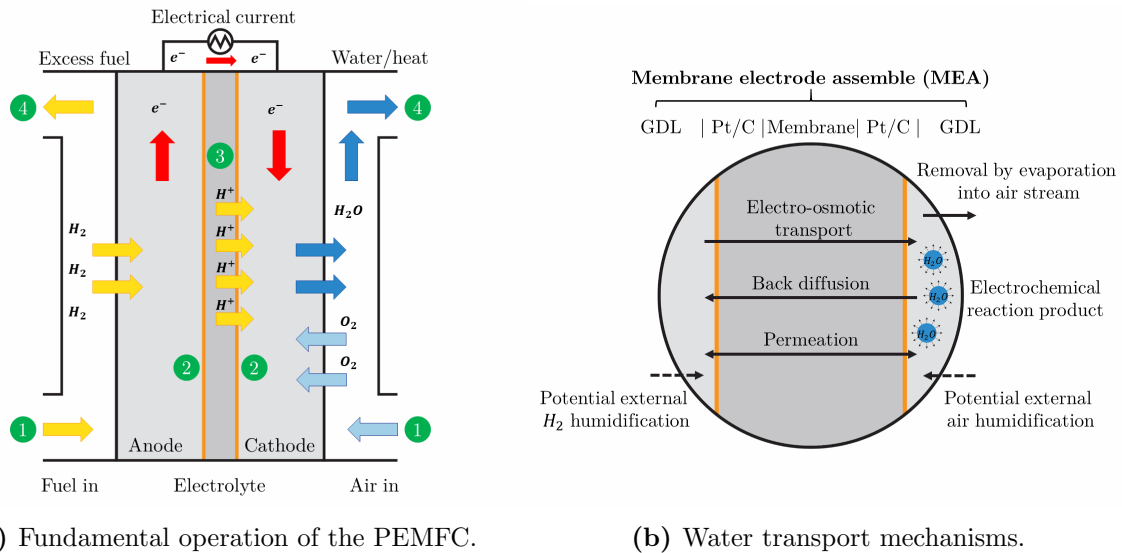 Electrical current
e⁻ e⁻
Excess fuel
Water/heat
4
4
e⁻
e⁻
3
H⁺
H₂O
H₂
H⁺
H₂
H⁺
H₂
H⁺
O₂
O₂
2
2
1
1
Anode
Cathode
Fuel in
Electrolyte
Air in
) Fundamental operation of the PEMFC.
Membrane electrode assemble (MEA)
GDL | Pt/C |Membrane| Pt/C | GDL
Removal by evaporation
into air stream
Electro-osmotic
transport
H₂O
Back diffusion
H₂O
Electrochemical
reaction product
H₂O
Permeation
Potential external
H₂ humidification
Potential external
air humidification
(b) Water transport mechanisms.